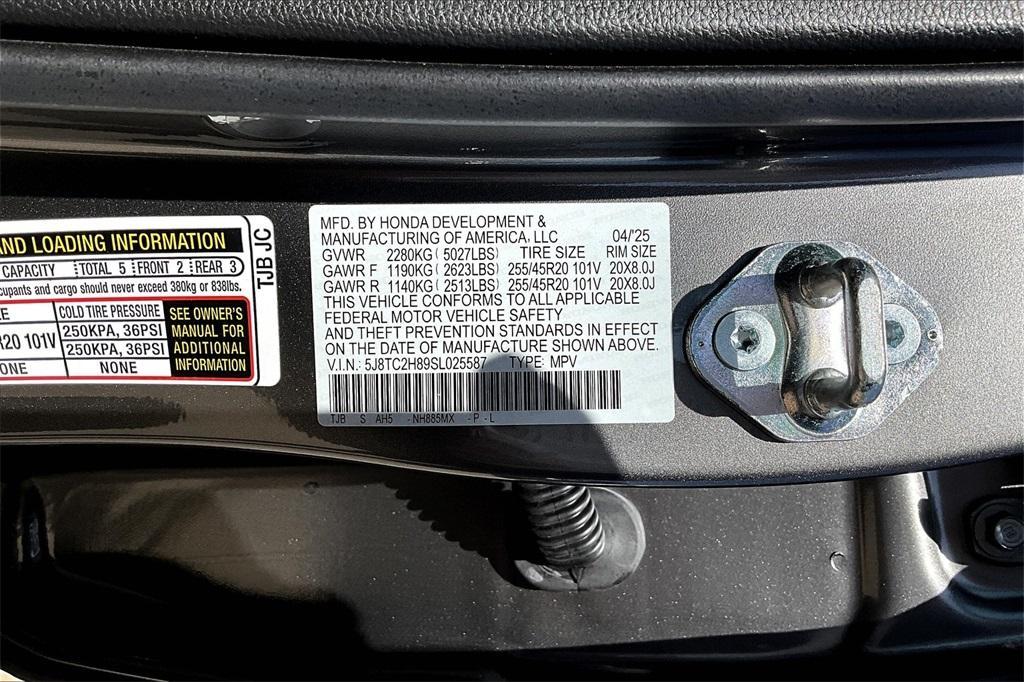 AND LOADING INFORMATION
CAPACITY TOTAL 5 FRONT 2 REAR 3
cupants and cargo should never exceed 380kg or 838lbs.
ZE COLD TIRE PRESSURE
R20 101V 250KPA, 36PSI
250KPA, 36PSI
ONE NONE
SEE OWNER'S
MANUAL FOR
ADDITIONAL
INFORMATION
TJB JC
MFD. BY HONDA DEVELOPMENT &
MANUFACTURING OF AMERICA, LLC 04/'25
GVWR 2280KG( 5027LBS) TIRE SIZE RIM SIZE
GAWR F 1190KG( 2623LBS) 255/45R20 101V 20X8.0J
GAWR R 1140KG( 2513LBS) 255/45R20 101V 20X8.0J
THIS VEHICLE CONFORMS TO ALL APPLICABLE
FEDERAL MOTOR VEHICLE SAFETY
AND THEFT PREVENTION STANDARDS IN EFFECT
ON THE DATE OF MANUFACTURE SHOWN ABOVE.
V.I.N.: 5J8TC2H89SL025587 TYPE: MPV
TJB S AH5 -NH885MX -P-L